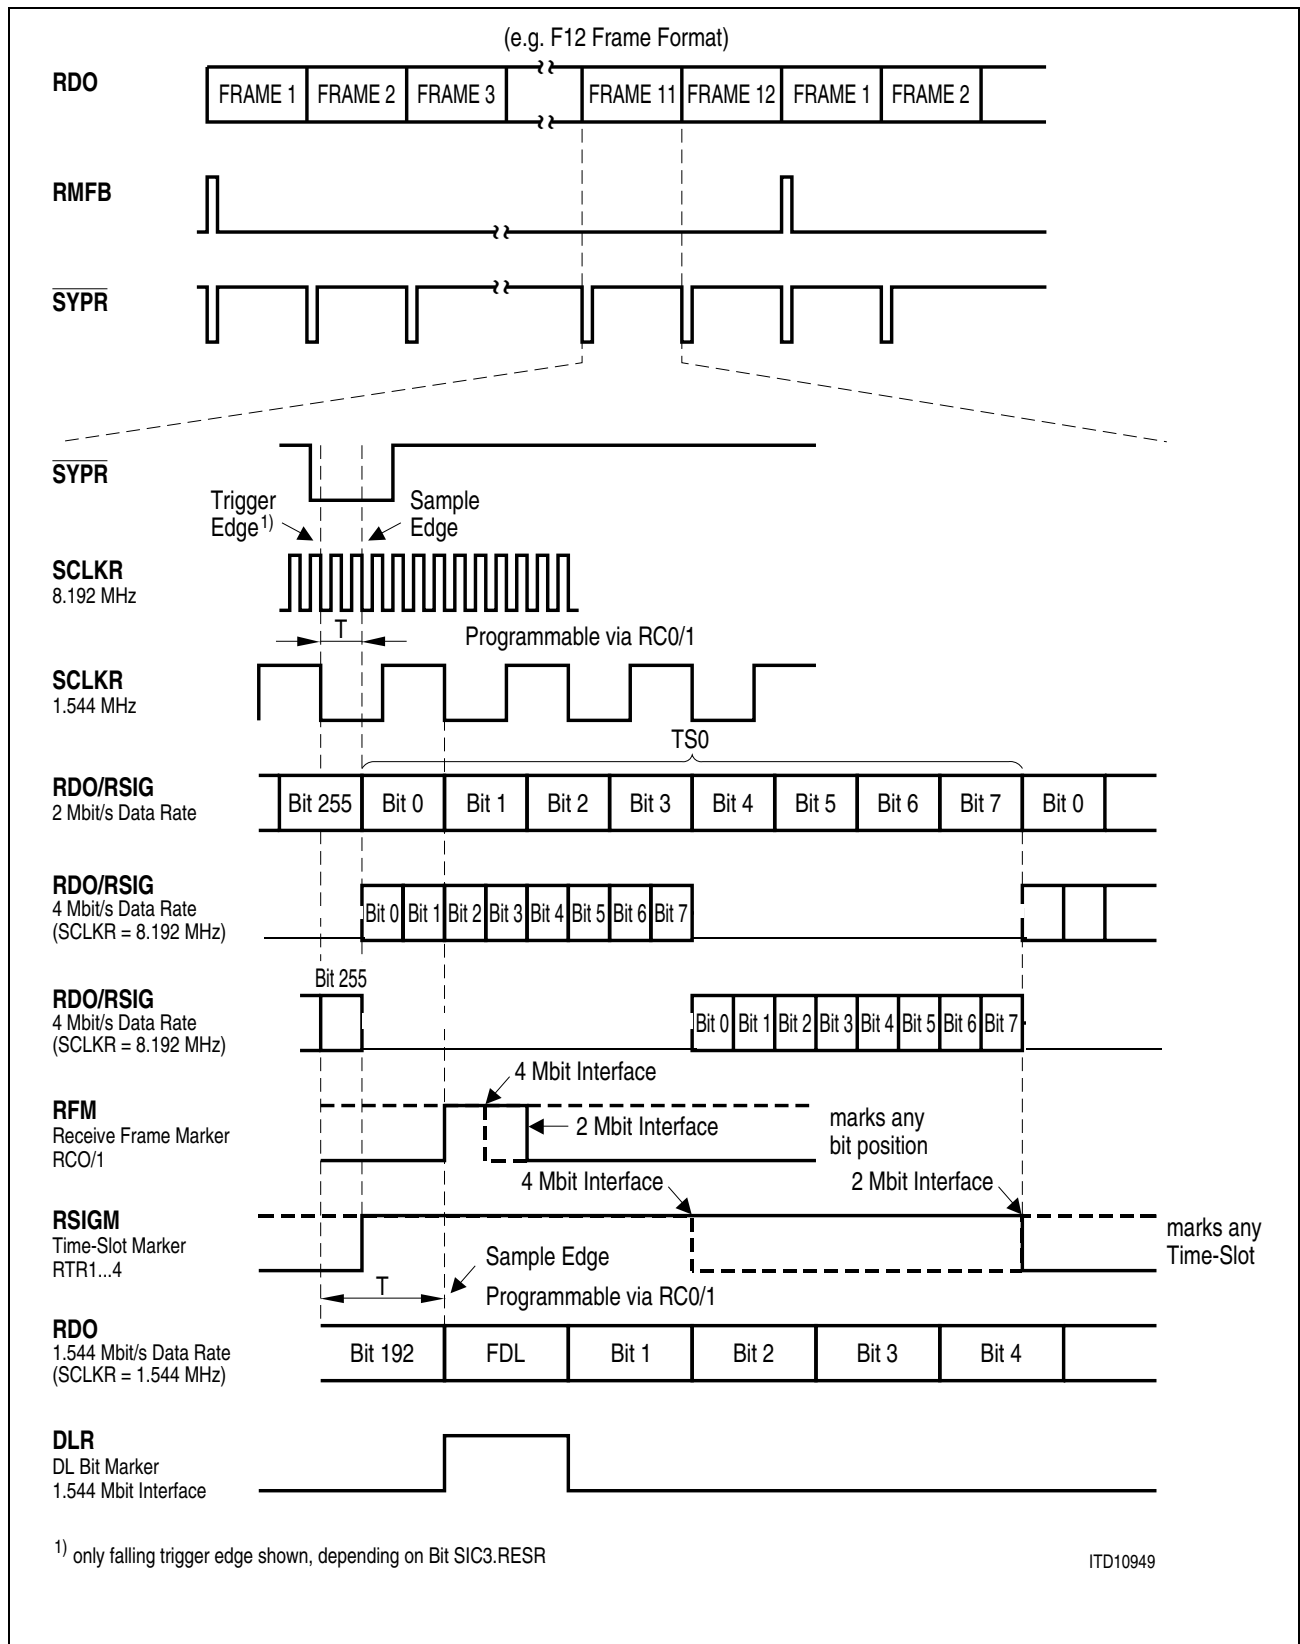 (e.g. F12 Frame Format)
RDO
FRAME 1 FRAME 2 FRAME 3 FRAME 11 FRAME 12 FRAME 1 FRAME 2
RMFB
SYPR
SYPR
Trigger
Edge1)
Sample
Edge
SCLKR
8.192 MHz
T
Programmable via RC0/1
SCLKR
1.544 MHz
TS0
RDO/RSIG
2 Mbit/s Data Rate
Bit 255 Bit 0 Bit 1 Bit 2 Bit 3 Bit 4 Bit 5 Bit 6 Bit 7 Bit 0
RDO/RSIG
4 Mbit/s Data Rate
(SCLKR = 8.192 MHz)
Bit 0 Bit 1 Bit 2 Bit 3 Bit 4 Bit 5 Bit 6 Bit 7
Bit 255
RDO/RSIG
4 Mbit/s Data Rate
(SCLKR = 8.192 MHz)
Bit 0 Bit 1 Bit 2 Bit 3 Bit 4 Bit 5 Bit 6 Bit 7
4 Mbit Interface
RFM
Receive Frame Marker
RCO/1
2 Mbit Interface
marks any
bit position
4 Mbit Interface
2 Mbit Interface
RSIGM
Time-Slot Marker
RTR1...4
marks any
Time-Slot
T
Sample Edge
Programmable via RC0/1
RDO
1.544 Mbit/s Data Rate
(SCLKR = 1.544 MHz)
Bit 192 FDL Bit 1 Bit 2 Bit 3 Bit 4
DLR
DL Bit Marker
1.544 Mbit Interface
1) only falling trigger edge shown, depending on Bit SIC3.RESR
ITD10949